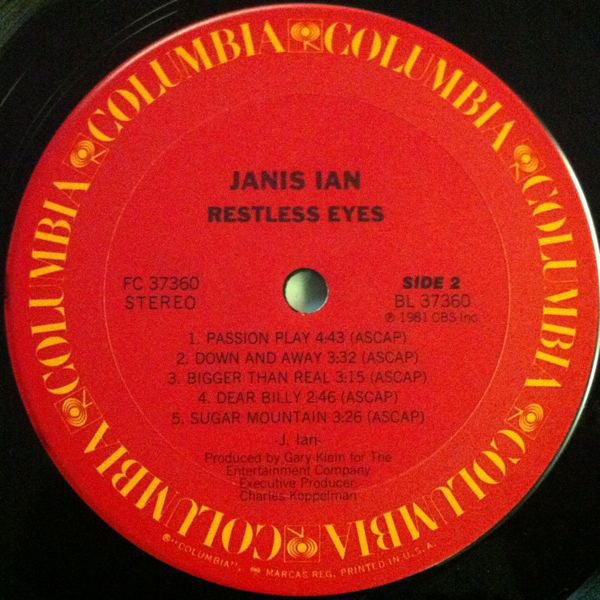 COLUMBIA COLUMBIA COLUMBIA COLUMBIA COLUMBIA COLUMBIA COLUMBIA COLUMBIA
JANIS IAN
RESTLESS EYES
FC 37360
STEREO
SIDE 2
BL 37360
℗ 1981 CBS Inc.
1. PASSION PLAY 4:43 (ASCAP)
2. DOWN AND AWAY 3:32 (ASCAP)
3. BIGGER THAN REAL 3:15 (ASCAP)
4. DEAR BILLY 2:46 (ASCAP)
5. SUGAR MOUNTAIN 3:26 (ASCAP)
-J. Ian-
Produced by Gary Klein for The
Entertainment Company
Executive Producer:
Charles Koppelman
®"COLUMBIA", MARCAS REG. PRINTED IN U.S.A.